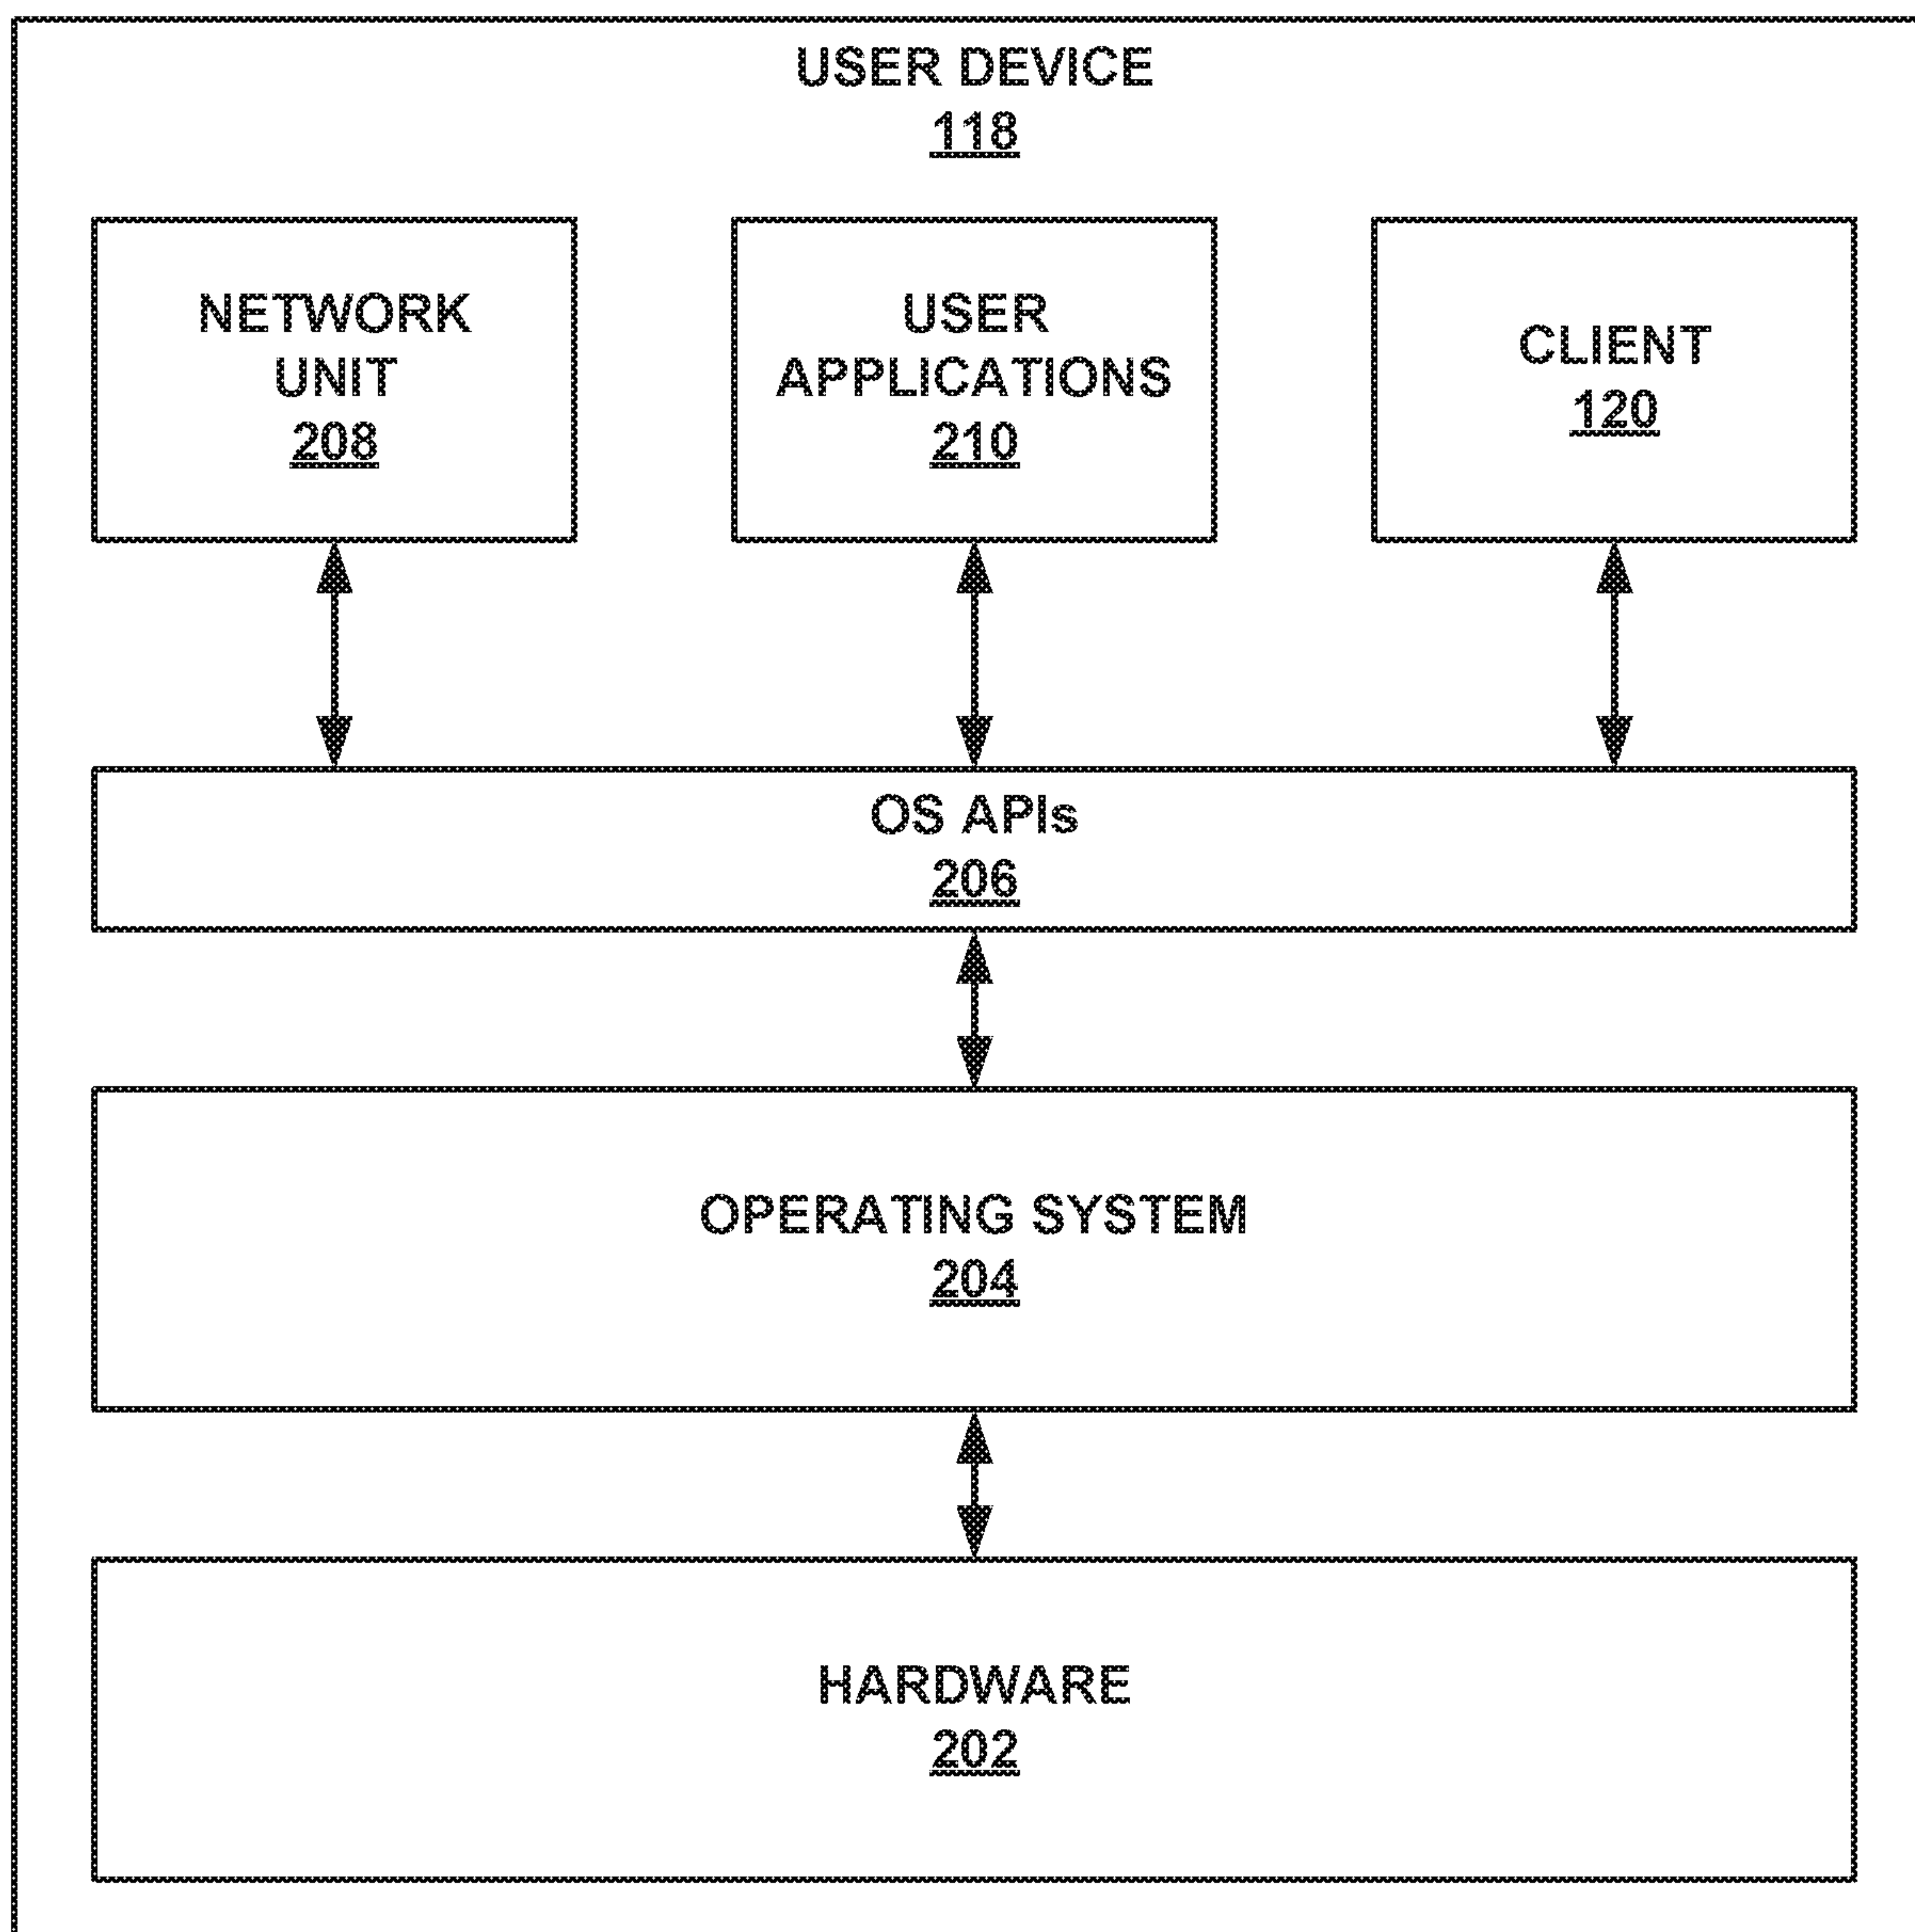 USER DEVICE
118
NETWORK
UNIT
208
USER
APPLICATIONS
210
CLIENT
120
OS APIs
206
OPERATING SYSTEM
204
HARDWARE
202